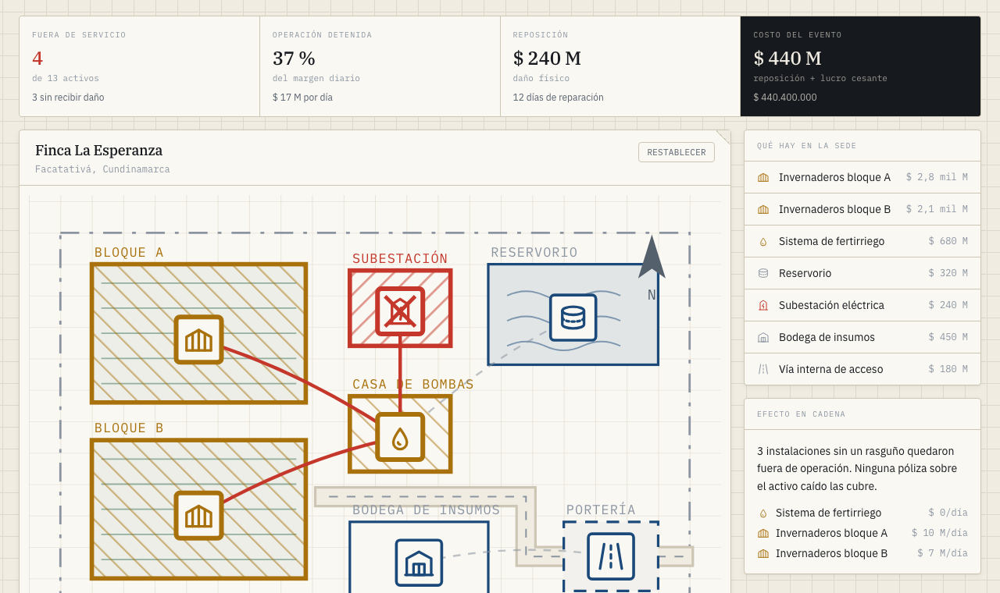 FUERA DE SERVICIO
4
de 13 activos
3 sin recibir daño
OPERACIÓN DETENIDA
37 %
del margen diario
$ 17 M por día
REPOSICIÓN
$ 240 M
daño físico
12 días de reparación
COSTO DEL EVENTO
$ 440 M
reposición + lucro cesante
$ 440.400.000
Finca La Esperanza
Facatativá, Cundinamarca
RESTABLECER
BLOQUE A
SUBESTACIÓN
RESERVORIO
N
CASA DE BOMBAS
BLOQUE B
BODEGA DE INSUMOS
PORTERÍA
QUÉ HAY EN LA SEDE
Invernaderos bloque A $ 2,8 mil M
Invernaderos bloque B $ 2,1 mil M
Sistema de fertirriego $ 680 M
Reservorio $ 320 M
Subestación eléctrica $ 240 M
Bodega de insumos $ 450 M
Vía interna de acceso $ 180 M
EFECTO EN CADENA
3 instalaciones sin un rasguño quedaron
fuera de operación. Ninguna póliza sobre
el activo caído las cubre.
Sistema de fertirriego $ 0/día
Invernaderos bloque A $ 10 M/día
Invernaderos bloque B $ 7 M/día